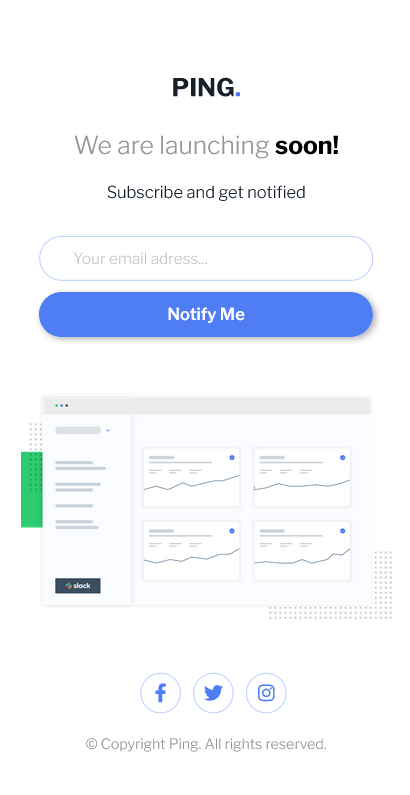 PING.
We are launching soon!
Subscribe and get notified
Your email adress...
Notify Me
slack
© Copyright Ping. All rights reserved.